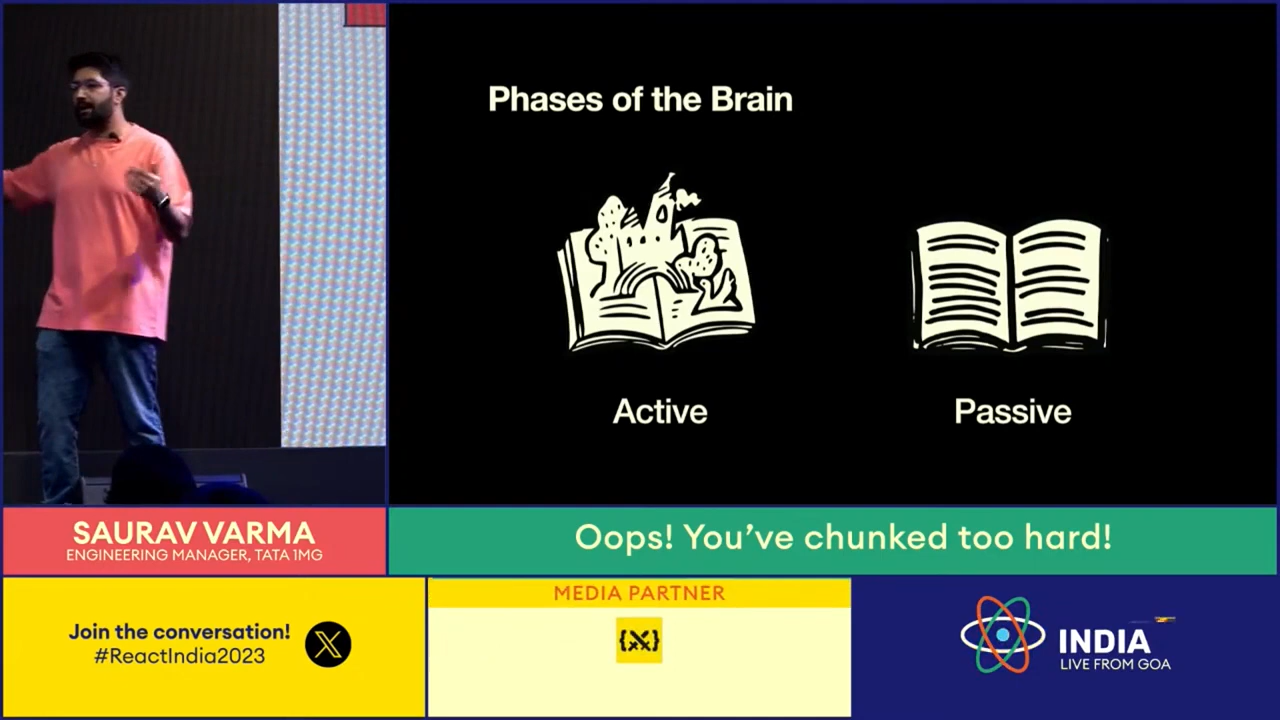 Phases of the Brain
Active
Passive
SAURAV VARMA
ENGINEERING MANAGER, TATA 1MG
Oops! You've chunked too hard!
Join the conversation!
#ReactIndia2023
MEDIA PARTNER
{X}
INDIA
LIVE FROM GOA